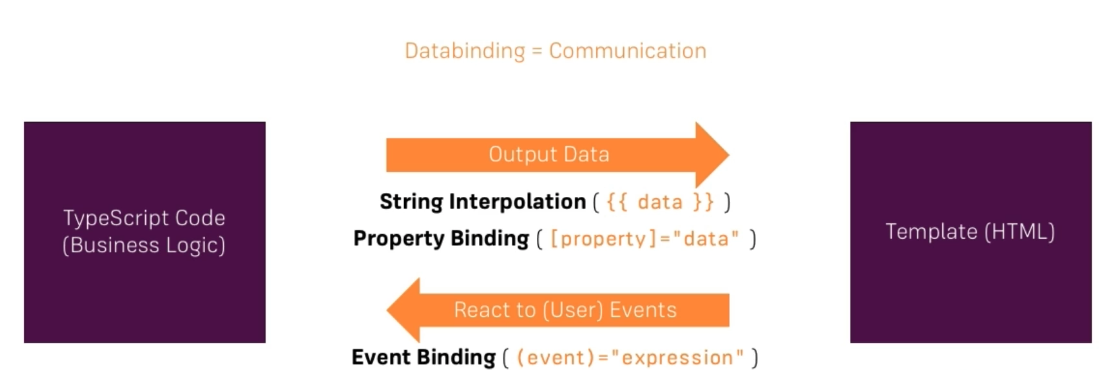 Databinding = Communication
Output Data
String Interpolation ( {{ data }} )
Property Binding ( [property]="data" )
TypeScript Code
(Business Logic)
Template (HTML)
React to (User) Events
Event Binding ( (event)="expression" )